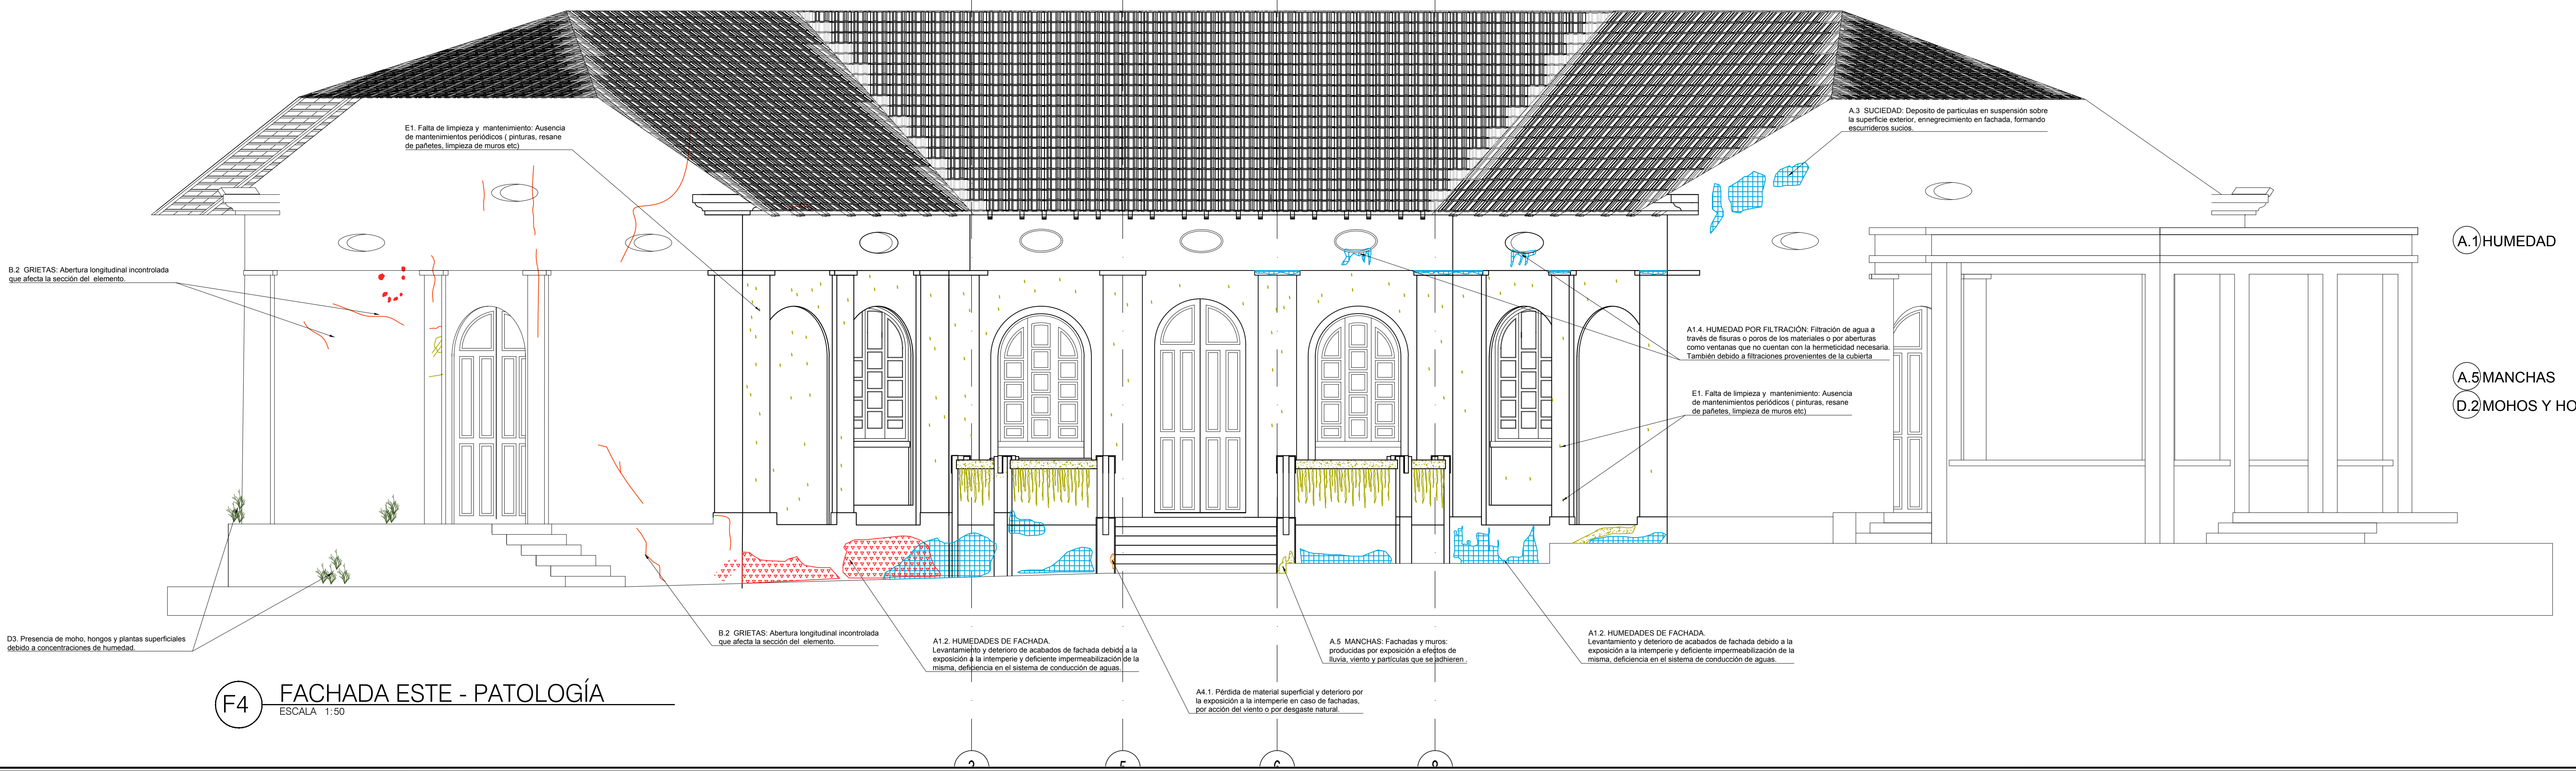 E1. Falta de limpieza y mantenimiento: Ausencia
de mantenimientos periódicos ( pinturas, resane
de pañetes, limpieza de muros etc)
A.3 SUCIEDAD: Deposito de particulas en suspensión sobre
la superficie exterior, ennegrecimiento en fachada, formando
escurrideros sucios.
A.1 HUMEDAD
B.2 GRIETAS: Abertura longitudinal incontrolada
que afecta la sección del elemento.
A1.4. HUMEDAD POR FILTRACIÓN: Filtración de agua a
través de fisuras o poros de los materiales o por aberturas
como ventanas que no cuentan con la hermeticidad necesaria.
También debido a filtraciones provenientes de la cubierta
A.5 MANCHAS
D.2 MOHOS Y HO
E1. Falta de limpieza y mantenimiento: Ausencia
de mantenimientos periódicos ( pinturas, resane
de pañetes, limpieza de muros etc)
D3. Presencia de moho, hongos y plantas superficiales
debido a concentraciones de humedad.
B.2 GRIETAS: Abertura longitudinal incontrolada
que afecta la sección del elemento.
A1.2. HUMEDADES DE FACHADA.
Levantamiento y deterioro de acabados de fachada debido a la
exposición a la intemperie y deficiente impermeabilización de la
misma, deficiencia en el sistema de conducción de aguas.
A.5 MANCHAS: Fachadas y muros:
producidas por exposición a efectos de
lluvia, viento y partículas que se adhieren .
A1.2. HUMEDADES DE FACHADA.
Levantamiento y deterioro de acabados de fachada debido a la
exposición a la intemperie y deficiente impermeabilización de la
misma, deficiencia en el sistema de conducción de aguas.
A4.1. Pérdida de material superficial y deterioro por
la exposición a la intemperie en caso de fachadas,
por acción del viento o por desgaste natural.
F4 FACHADA ESTE - PATOLOGÍA
ESCALA 1:50